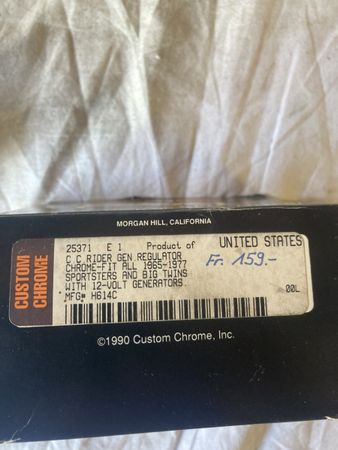 MORGAN HILL, CALIFORNIA
CUSTOM CHROME
25371 E 1 Product of UNITED STATES
C.C.RIDER GEN.REGULATOR
CHROME-FIT ALL 1965-1977
SPORTSTERS AND BIG TWINS
WITH 12-VOLT GENERATORS.
MFG# HG14C
Fr. 159.-
00L
©1990 Custom Chrome, Inc.